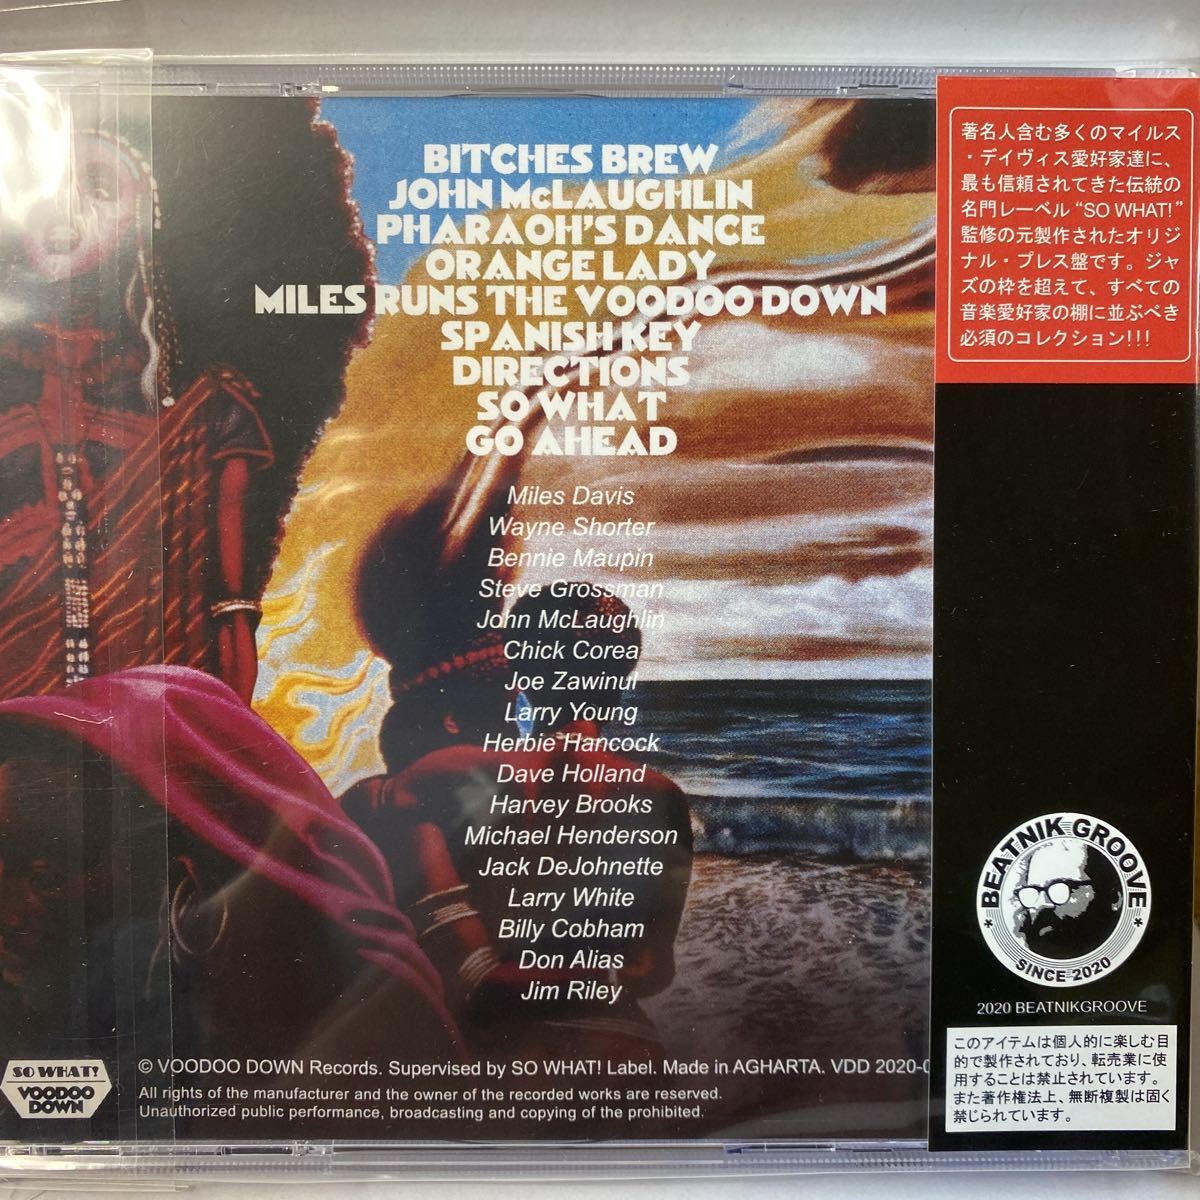 BITCHES BREW
JOHN McLAUGHLIN
PHARAOH'S DANCE
ORANGE LADY
MILES RUNS THE VOODOO DOWN
SPANISH KEY
DIRECTIONS
SO WHAT
GO AHEAD
Miles Davis
Wayne Shorter
Bennie Maupin
Steve Grossman
John McLaughlin
Chick Corea
Joe Zawinul
Larry Young
Herbie Hancock
Dave Holland
Harvey Brooks
Michael Henderson
Jack DeJohnette
Larry White
Billy Cobham
Don Alias
Jim Riley
SO WHAT!
VOODOO
DOWN
© VOODOO DOWN Records. Supervised by SO WHAT! Label. Made in AGHARTA. VDD 2020-0
All rights of the manufacturer and the owner of the recorded works are reserved.
Unauthorized public performance, broadcasting and copying of the prohibited.
著名人含む多くのマイルス
・デイヴィス愛好家達に、
最も信頼されてきた伝統の
名門レーベル“SO WHAT!”
監修の元製作されたオリジ
ナル・プレス盤です。ジャ
ズの枠を超えて、すべての
音楽愛好家の棚に並ぶべき
必須のコレクション!!!
* BEATNIK GROOVE *
SINCE 2020
2020 BEATNIKGROOVE
このアイテムは個人的に楽しむ目
的で製作されており、転売業に使
用することは禁止されています。
また著作権法上、無断複製は固く
禁じられています。